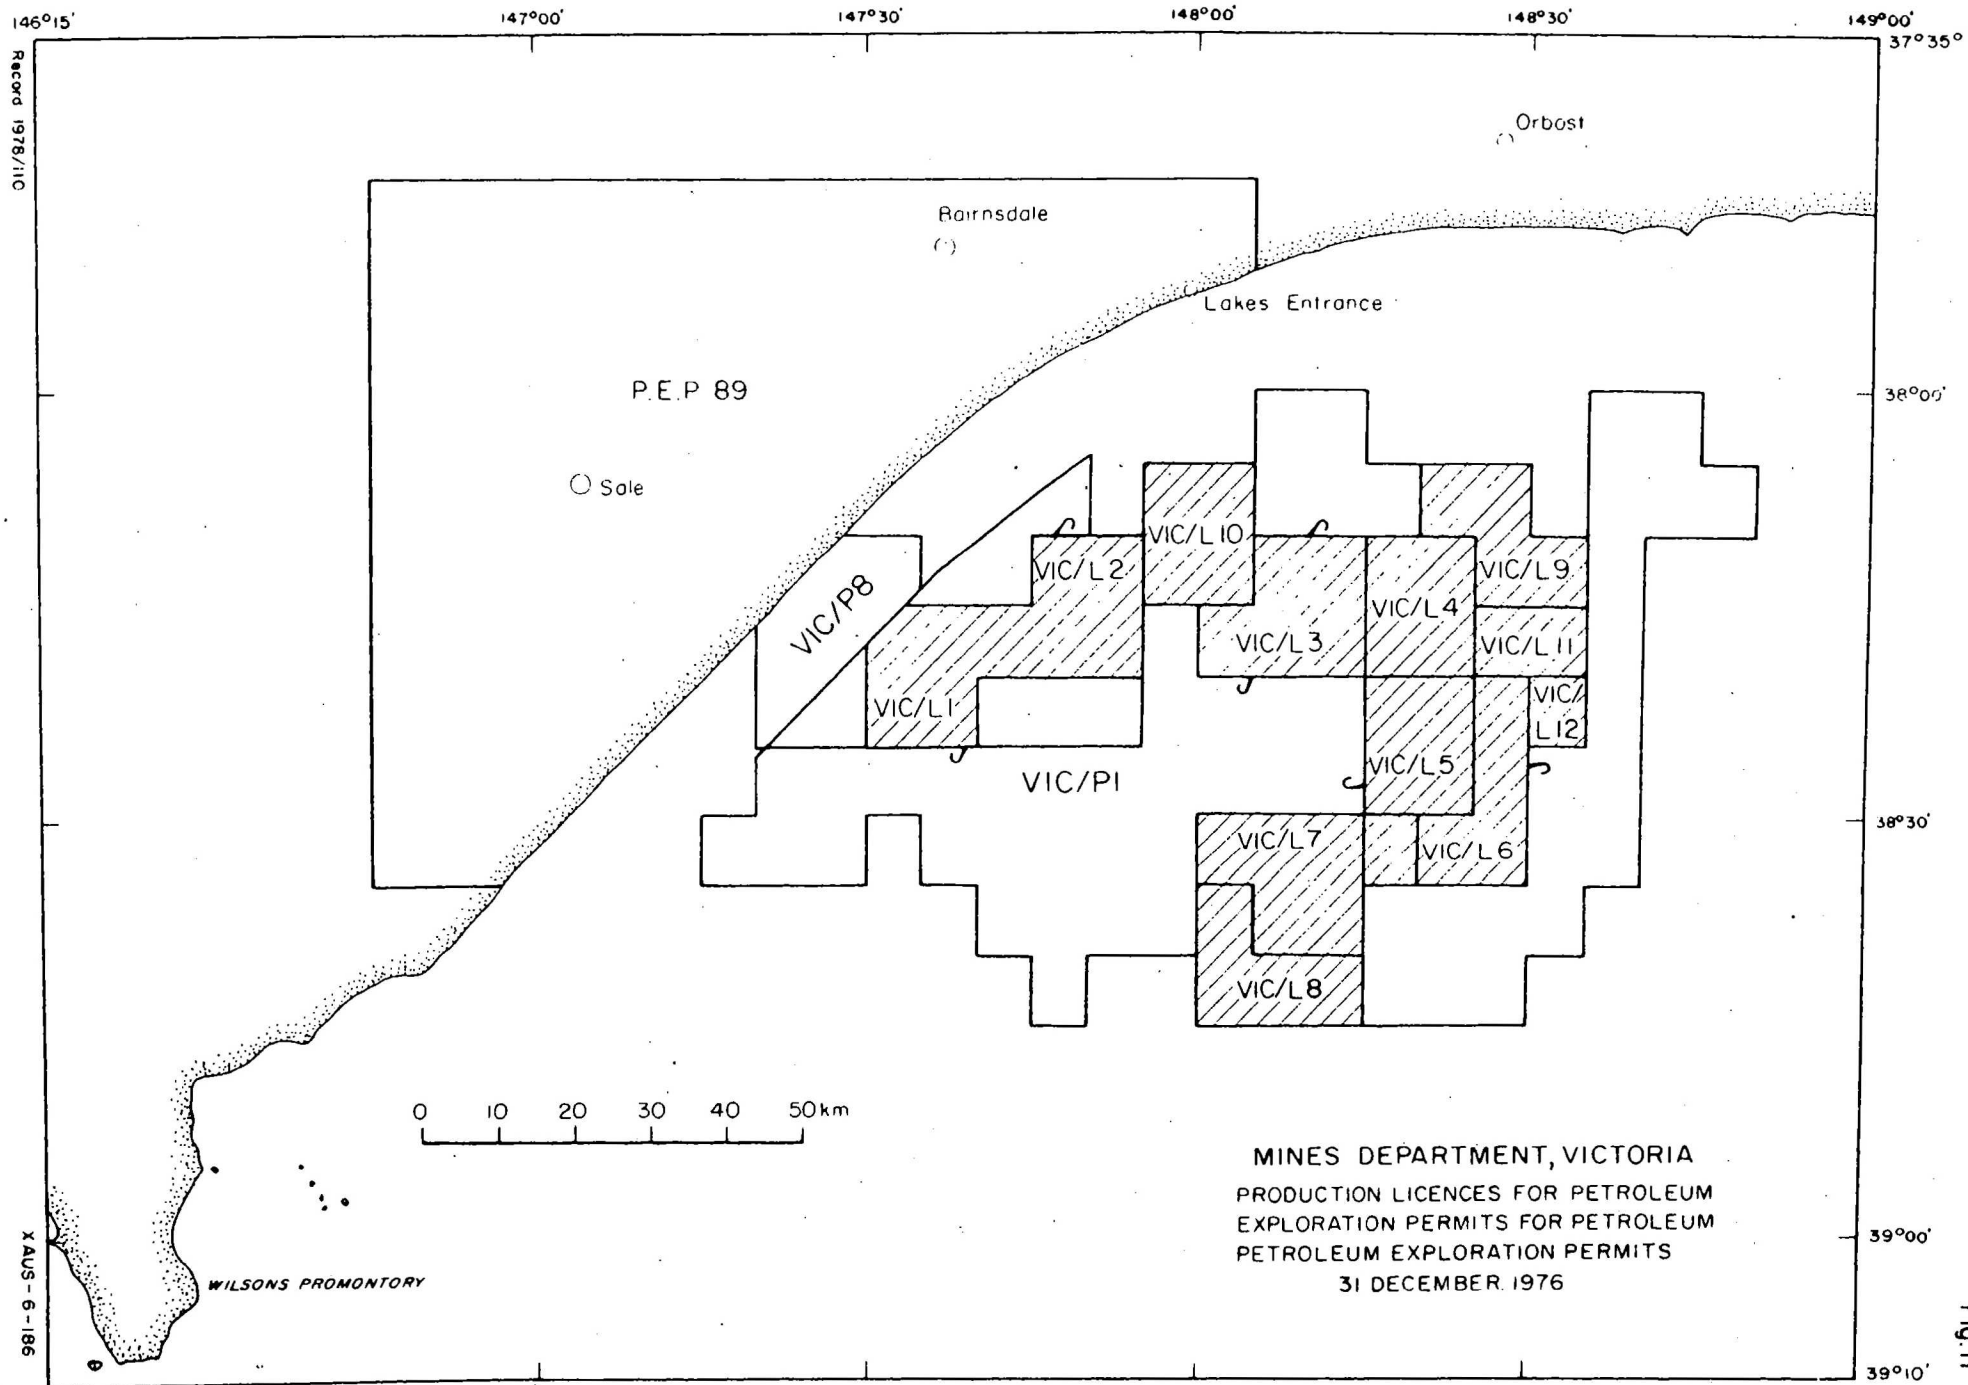 146°15'
147°00'
147°30'
148°00'
148°30'
149°00'
37°35°
Record 1978/110
Orbost
Bairnsdale
Lakes Entrance
P.E.P 89
38°00'
Sale
VIC/L10
VIC/L2
VIC/L9
VIC/P8
VIC/L4
VIC/L3
VIC/L11
VIC/L1
VIC/
L12
VIC/L5
VIC/P1
38°30'
VIC/L7
VIC/L6
VIC/L8
0 10 20 30 40 50km
MINES DEPARTMENT, VICTORIA
PRODUCTION LICENCES FOR PETROLEUM
EXPLORATION PERMITS FOR PETROLEUM
PETROLEUM EXPLORATION PERMITS
31 DECEMBER. 1976
39°00'
WILSONS PROMONTORY
XAUS-6-186
39°10'